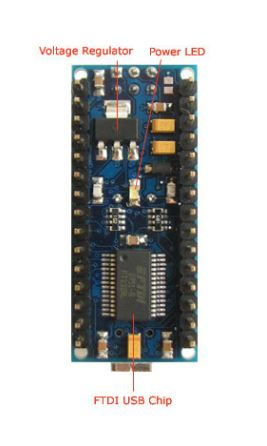 Voltage Regulator
Power LED
FTDI USB Chip